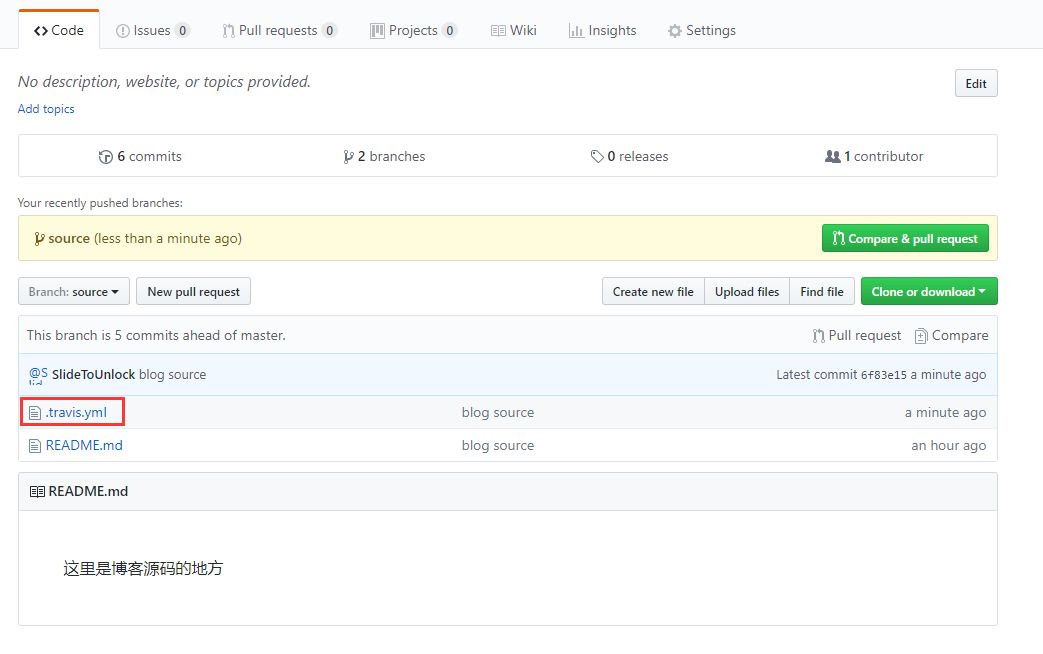 Code Issues 0 Pull requests 0 Projects 0 Wiki Insights Settings
No description, website, or topics provided. Edit
Add topics
6 commits 2 branches 0 releases 1 contributor
Your recently pushed branches:
source (less than a minute ago) Compare & pull request
Branch: source New pull request Create new file Upload files Find file Clone or download
This branch is 5 commits ahead of master. Pull request Compare
SlideToUnlock blog source Latest commit 6f83e15 a minute ago
.travis.yml blog source a minute ago
README.md blog source an hour ago
README.md
这里是博客源码的地方